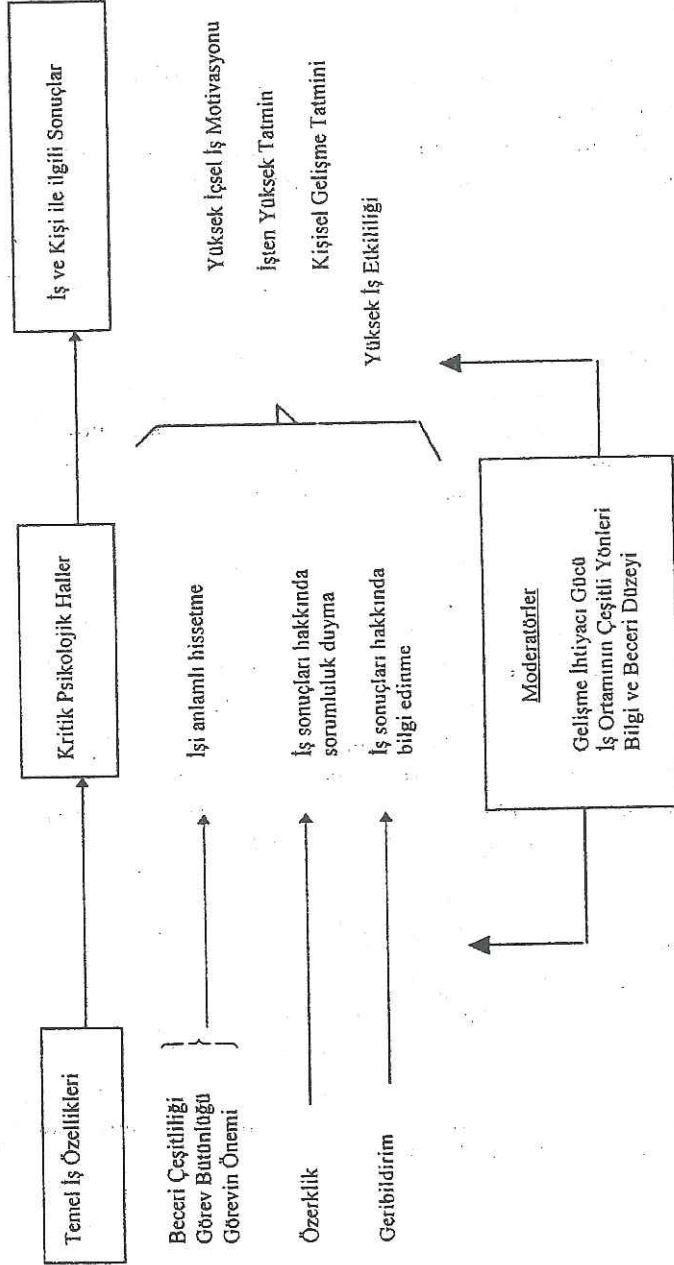 Temel İş Özellikleri
Kritik Psikolojik Haller
İş ve Kişi ile ilgili Sonuçlar
Beceri Çeşitliliği
Görev Bütünlüğü
Görevin Önemi
İşi anlamlı hissetme
Özerklik
İş sonuçları hakkında
sorumluluk duyma
Geribildirim
İş sonuçları hakkında
bilgi edinme
Yüksek İçsel İş Motivasyonu
İşten Yüksek Tatmin
Kişisel Gelişme Tatmini
Yüksek İş Etkililiği
Moderatörler
Gelişme İhtiyacı Gücü
İş Ortamının Çeşitli Yönleri
Bilgi ve Beceri Düzeyi